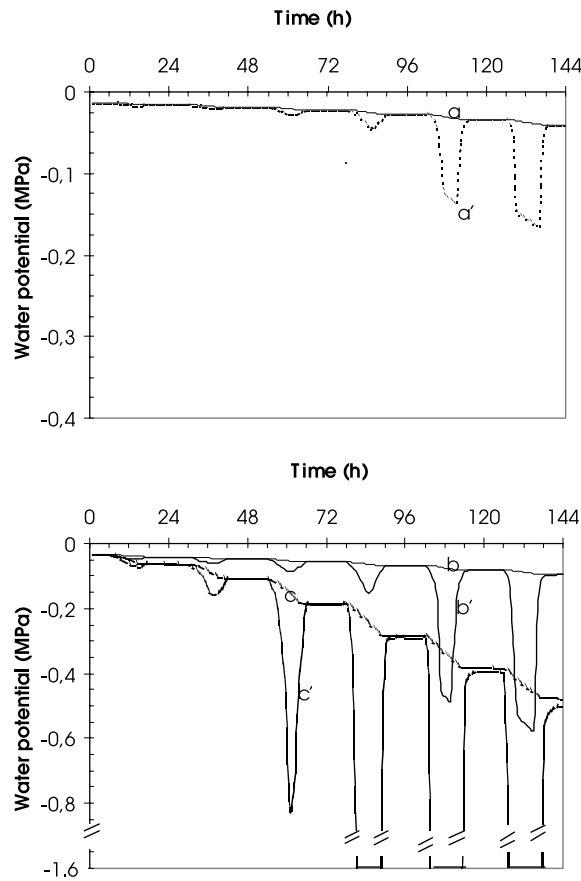 Time (h)
0 24 48 72 96 120 144
0
-0,1
-0,2
-0,3
-0,4
Water potential (MPa)
a
a'
Time (h)
0 24 48 72 96 120 144
0
-0,2
-0,4
-0,6
-0,8
-1,6
Water potential (MPa)
b
b'
c
c'